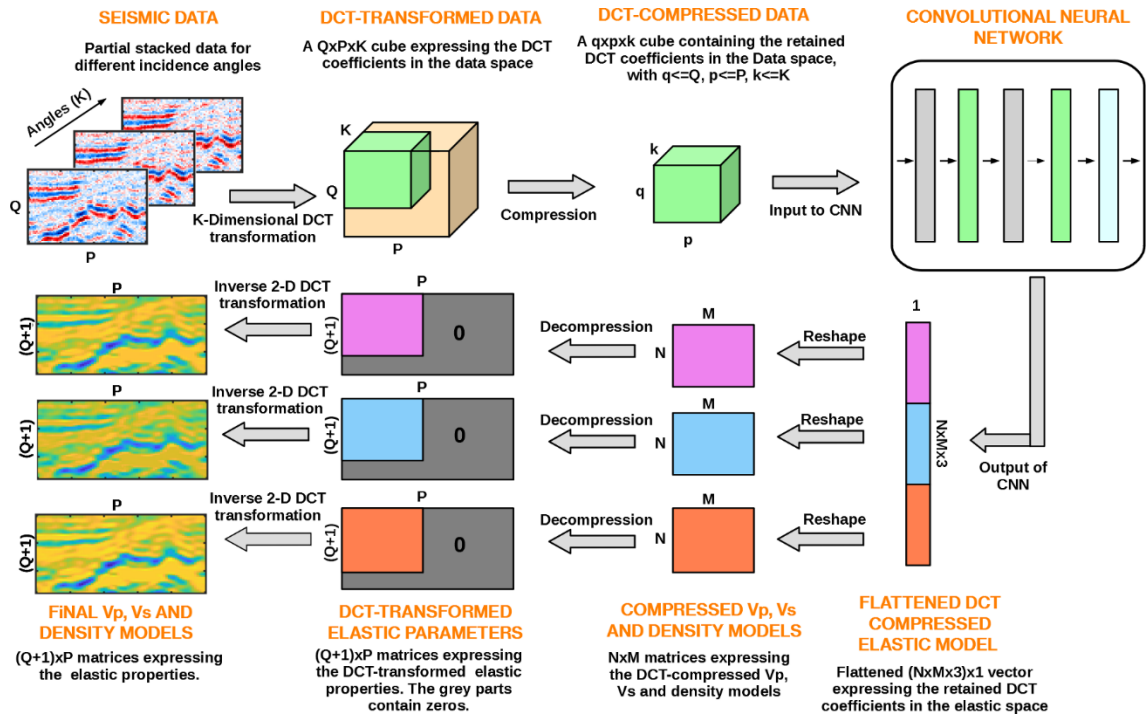 SEISMIC DATA
Partial stacked data for
different incidence angles
Angles (K)
Q
P
K-Dimensional DCT
transformation
DCT-TRANSFORMED DATA
A QxPxK cube expressing the DCT
coefficients in the data space
K
Q
P
Compression
DCT-COMPRESSED DATA
A qxpxk cube containing the retained
DCT coefficients in the Data space,
with q<=Q, p<=P, k<=K
k
q
p
Input to CNN
CONVOLUTIONAL NEURAL
NETWORK
Output of
CNN
1
NxMx3
Reshape
M
N
Decompression
P
(Q+1)
0
Inverse 2-D DCT
transformation
P
(Q+1)
Reshape
M
N
Decompression
P
(Q+1)
0
Inverse 2-D DCT
transformation
P
(Q+1)
Reshape
M
N
Decompression
P
(Q+1)
0
Inverse 2-D DCT
transformation
P
(Q+1)
FiNAL Vp, Vs AND
DENSITY MODELS
(Q+1)xP matrices expressing
the elastic properties.
DCT-TRANSFORMED
ELASTIC PARAMETERS
(Q+1)xP matrices expressing
the DCT-transformed elastic
properties. The grey parts
contain zeros.
COMPRESSED Vp, Vs
AND DENSITY MODELS
NxM matrices expressing
the DCT-compressed Vp,
Vs and density models
FLATTENED DCT
COMPRESSED
ELASTIC MODEL
Flattened (NxMx3)x1 vector
expressing the retained DCT
coefficients in the elastic space